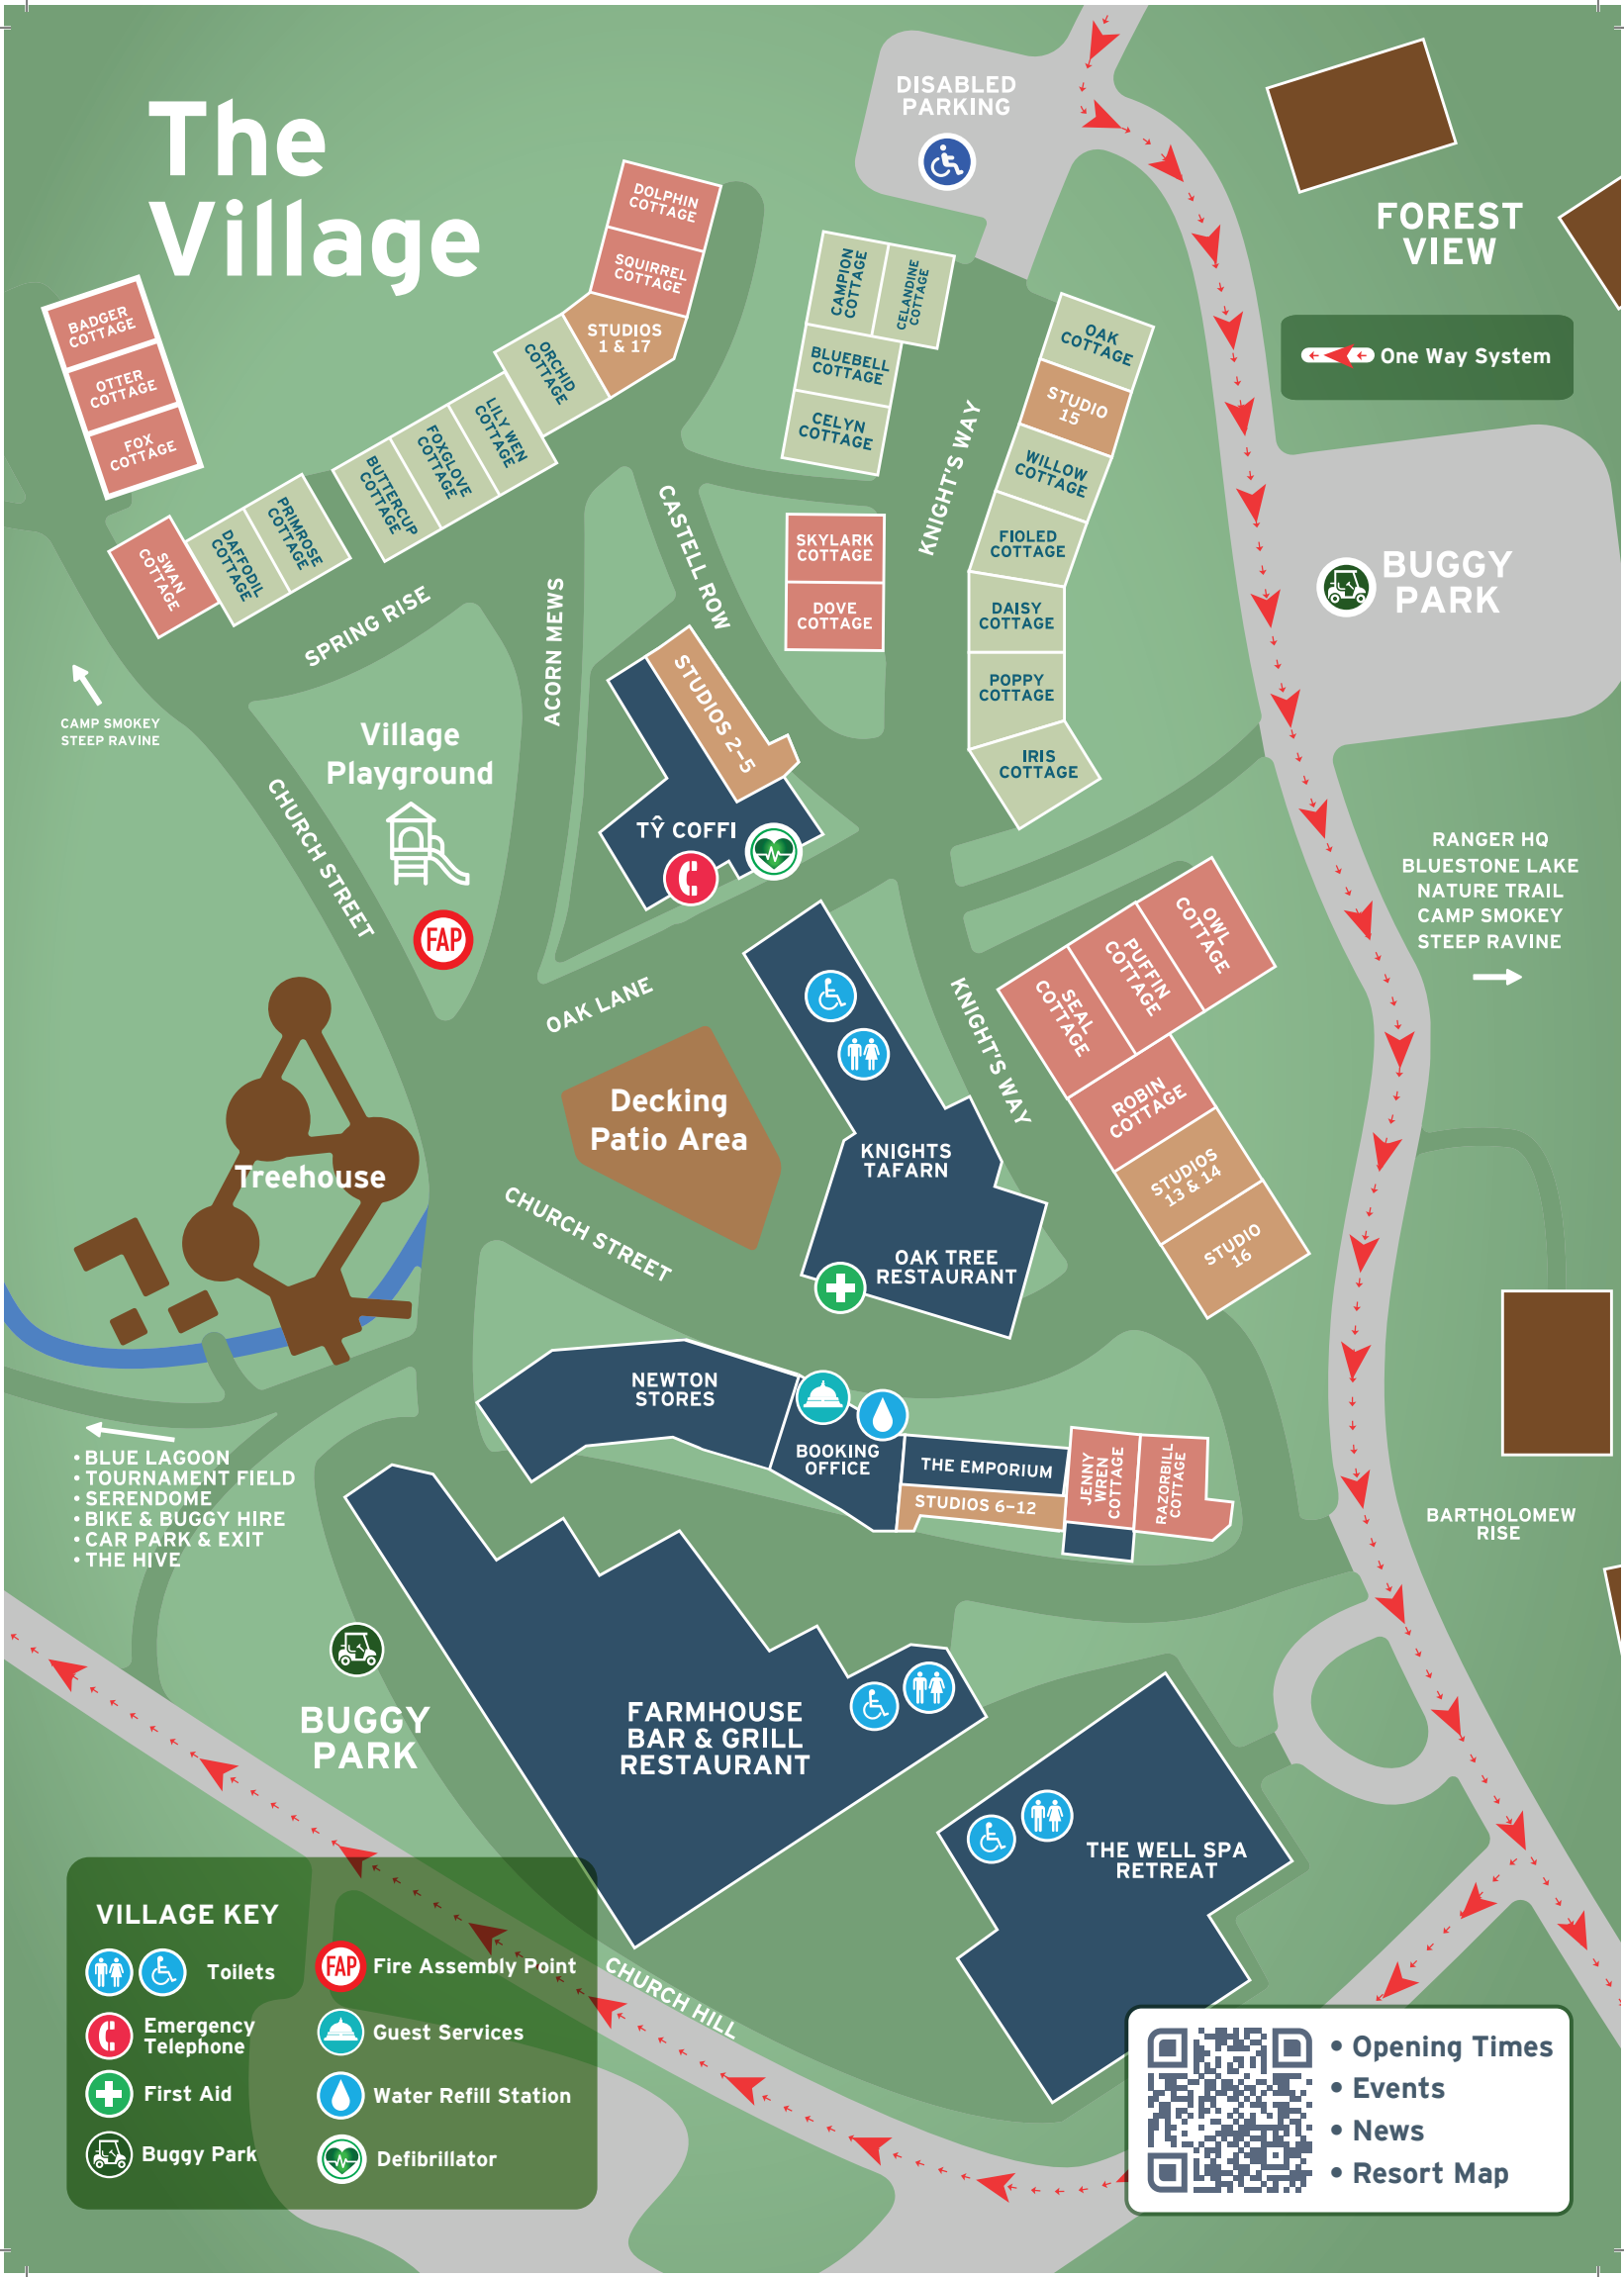 The
Village
DISABLED
PARKING
FOREST
VIEW
One Way System
DOLPHIN
COTTAGE
SQUIRREL
COTTAGE
STUDIOS
1 & 17
ORCHID
COTTAGE
LILY WEN
COTTAGE
FOXGLOVE
COTTAGE
BUTTERCUP
COTTAGE
PRIMROSE
COTTAGE
DAFFODIL
COTTAGE
SWAN
COTTAGE
BADGER
COTTAGE
OTTER
COTTAGE
FOX
COTTAGE
CAMPION
COTTAGE
CELANDINE
COTTAGE
BLUEBELL
COTTAGE
CELYN
COTTAGE
SKYLARK
COTTAGE
DOVE
COTTAGE
OAK
COTTAGE
STUDIO
15
WILLOW
COTTAGE
FIOLED
COTTAGE
DAISY
COTTAGE
POPPY
COTTAGE
IRIS
COTTAGE
KNIGHT'S WAY
CASTELL ROW
ACORN MEWS
SPRING RISE
BUGGY
PARK
CAMP SMOKEY
STEEP RAVINE
Village
Playground
CHURCH STREET
FAP
STUDIOS 2-5
TŶ COFFI
RANGER HQ
BLUESTONE LAKE
NATURE TRAIL
CAMP SMOKEY
STEEP RAVINE
OAK LANE
KNIGHT'S WAY
OWL
COTTAGE
PUFFIN
COTTAGE
SEAL
COTTAGE
ROBIN
COTTAGE
STUDIOS
13 & 14
STUDIO
16
Decking
Patio Area
Treehouse
KNIGHTS
TAFARN
OAK TREE
RESTAURANT
CHURCH STREET
NEWTON
STORES
BOOKING
OFFICE
THE EMPORIUM
STUDIOS 6-12
JENNY
WREN
COTTAGE
RAZORBILL
COTTAGE
• BLUE LAGOON
• TOURNAMENT FIELD
• SERENDOME
• BIKE & BUGGY HIRE
• CAR PARK & EXIT
• THE HIVE
BARTHOLOMEW
RISE
BUGGY
PARK
FARMHOUSE
BAR & GRILL
RESTAURANT
THE WELL SPA
RETREAT
CHURCH HILL
VILLAGE KEY
Toilets
Emergency
Telephone
First Aid
Buggy Park
FAP Fire Assembly Point
Guest Services
Water Refill Station
Defibrillator
• Opening Times
• Events
• News
• Resort Map